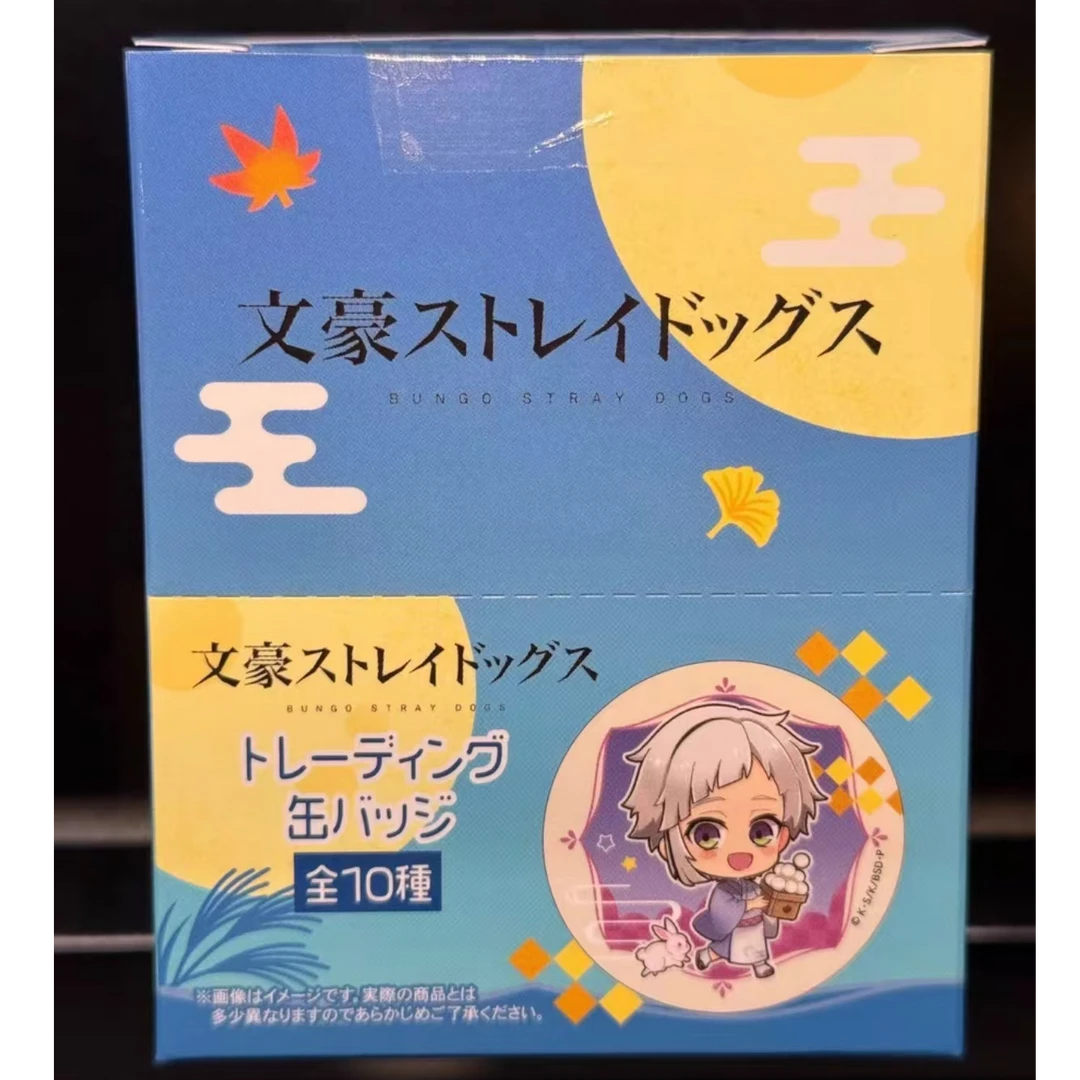 文豪ストレイドッグス
BUNGO STRAY DOGS
文豪ストレイドッグス
BUNGO STRAY DOGS
トレーディング
缶バッジ
全10種
©K・S/K/BSD・P
※画像はイメージです。実際の商品とは
多少異なりますのであらかじめご了承ください。